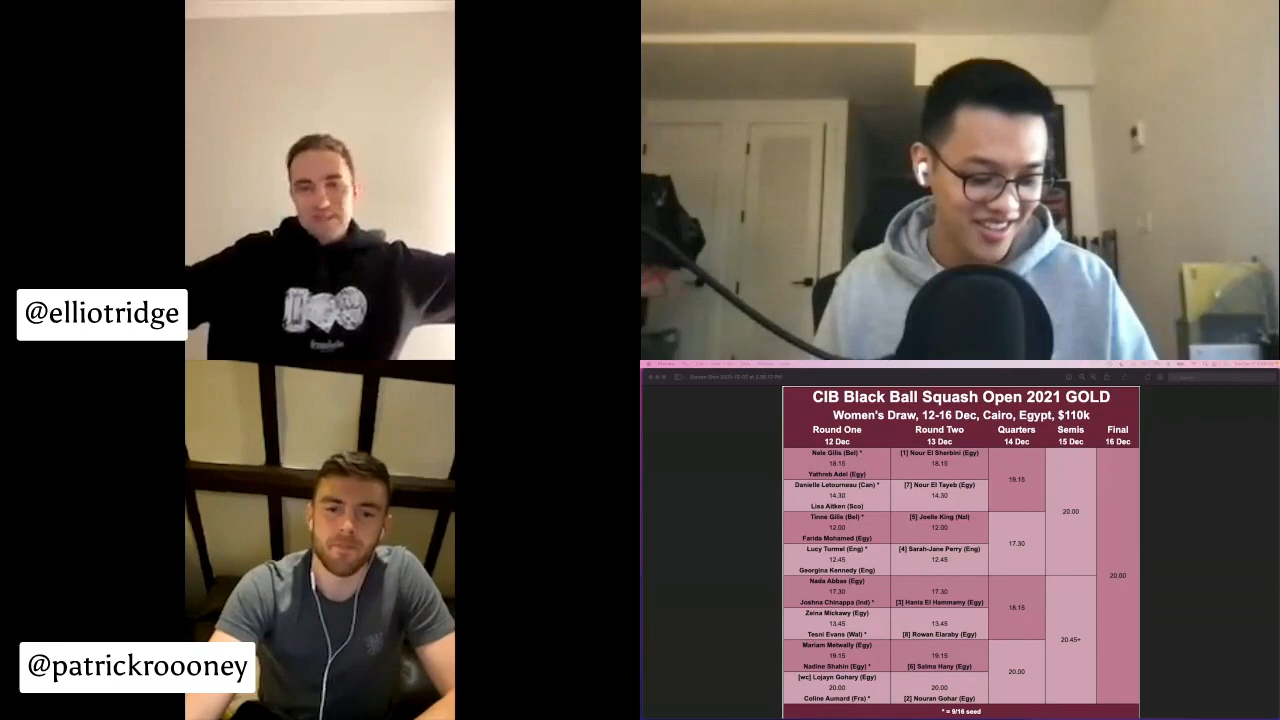 @elliotridge
@patrickroooney
CIB Black Ball Squash Open 2021 GOLD
Women's Draw, 12-16 Dec, Cairo, Egypt, $110k
Round One Round Two Quarters Semis Final
12 Dec 13 Dec 14 Dec 15 Dec 16 Dec
Nele Gilis (Bel) * [1] Nour El Sherbini (Egy)
18.15 18.15
Yathreb Adel (Egy)
19.15
Danielle Letourneau (Can) * [7] Nour El Tayeb (Egy)
14.30 14.30
Lisa Aitken (Sco)
20.00
Tinne Gilis (Bel) * [5] Joelle King (Nzl)
12.00 12.00
Farida Mohamed (Egy)
17.30
Lucy Turmel (Eng) * [4] Sarah-Jane Perry (Eng)
12.45 12.45
Georgina Kennedy (Eng)
20.00
Nada Abbas (Egy)
17.30 17.30
Joshna Chinappa (Ind) * [3] Hania El Hammamy (Egy)
18.15
Zeina Mickawy (Egy)
13.45 13.45
Tesni Evans (Wal) * [8] Rowan Elaraby (Egy)
20.45+
Mariam Metwally (Egy)
19.15 19.15
Nadine Shahin (Egy) * [6] Salma Hany (Egy)
20.00
[wc] Lojayn Gohary (Egy)
20.00 20.00
Coline Aumard (Fra) * [2] Nouran Gohar (Egy)
* = 9/16 seed